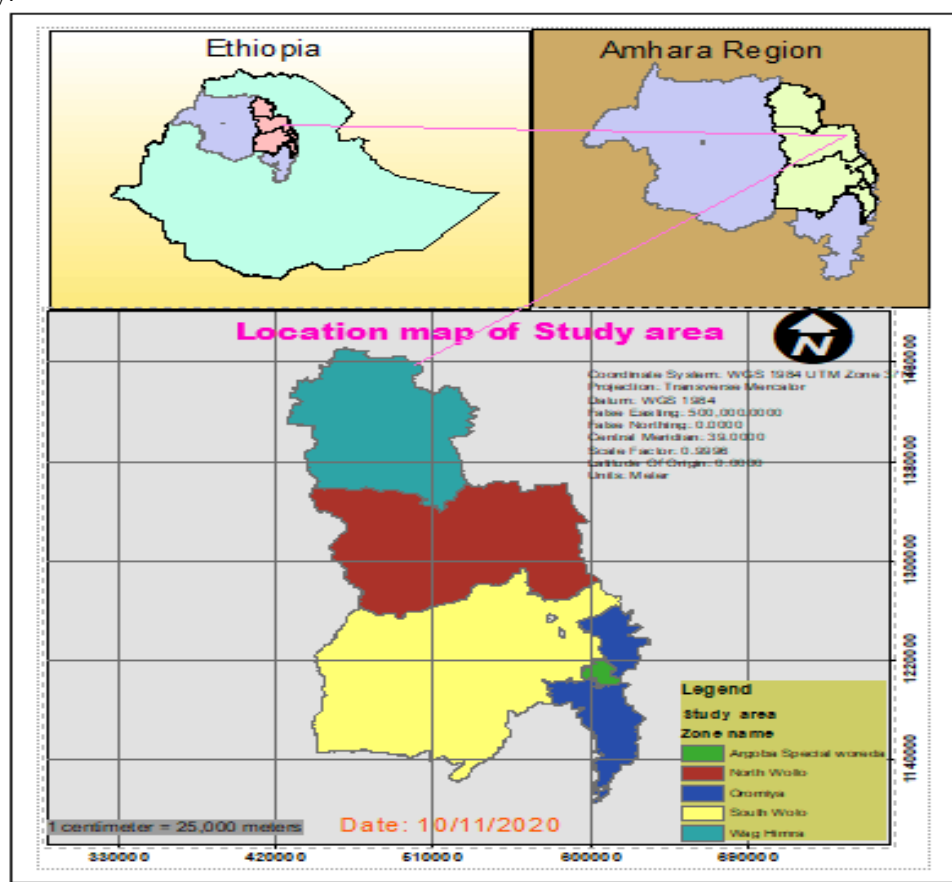 Ethiopia
Amhara Region
Location map of Study area
N
Coordinate System: WGS 1984 UTM Zone
Projection: Transverse Mercator
Datum: WGS 1984
False Easting: 500,000.0000
False Northing: 0.0000
Central Meridian: 39.0000
Scale Factor: 0.9996
Latitude Of Origin: 0.0000
Units: Meter
1460000
1380000
1300000
1220000
1140000
Legend
Study area
Zone name
Argoba Special woreda
North Wollo
Oromiya
South Wolo
Wag Himra
1 centimeter = 25,000 meters
Date: 10/11/2020
330000
420000
510000
600000
690000